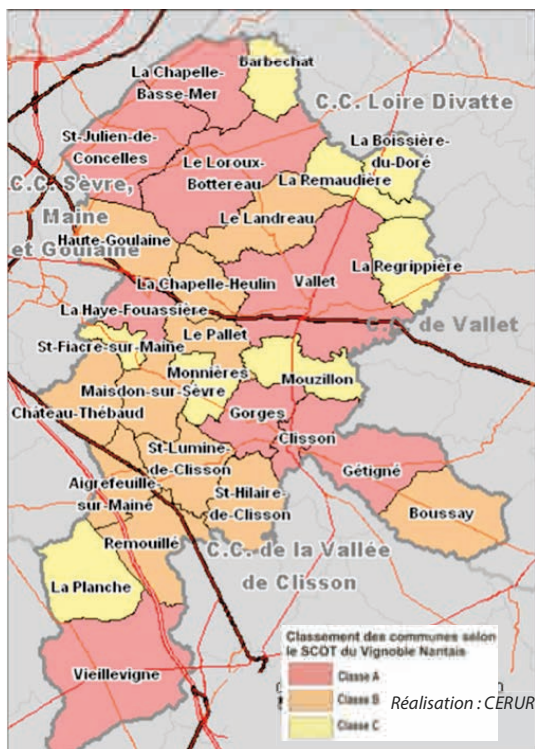 Barbechat
La Chapelle-
Basse-Mer
C.C. Loire Divatte
St-Julien-de-
Concelles
La Boissière-
du-Doré
Le Loroux-
Bottereau
La Remaudière
C.C. Sèvre,
Maine
et Goulaine
Le Landreau
Haute-Goulaine
La Regrippière
La Chapelle-Heulin
Vallet
La Haye-Fouassière
C.C. de Vallet
Le Pallet
St-Fiacre-sur-Maine
Monnières
Mouzillon
Maisdon-sur-Sèvre
Château-Thébaud
Gorges
Clisson
St-Lumine-
de-Clisson
Gétigné
Aigrefeuille-
sur-Maine
St-Hilaire-
de-Clisson
Boussay
Remouillé
C.C. de la Vallée
de Clisson
La Planche
Vieillevigne
Classement des communes selon
le SCOT du Vignoble Nantais
Classe A
Classe B
Classe C
Réalisation : CERUR